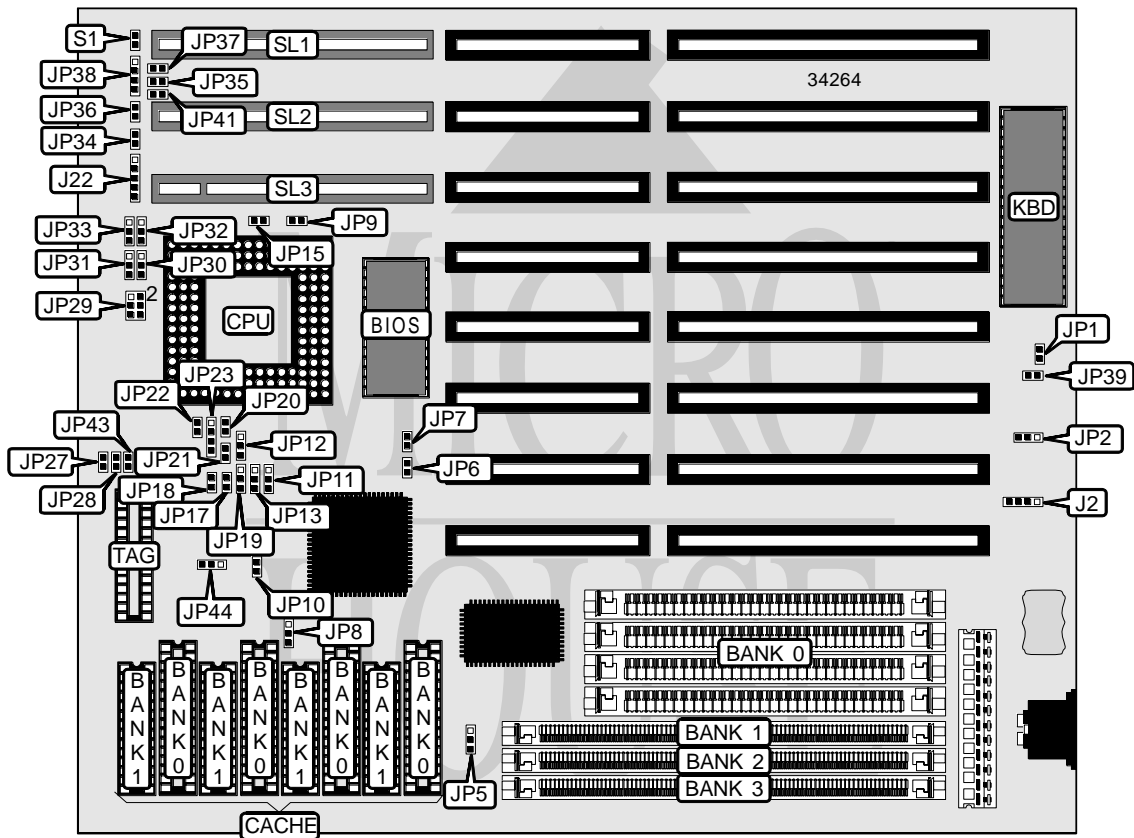 S1
JP37
SL1
JP38
JP35
34264
JP36
JP41
SL2
JP34
J22
SL3
KBD
JP33
JP32
JP15
JP9
JP31
JP30
JP29
2
CPU
BIOS
JP1
JP39
JP23
JP22
JP20
JP43
JP12
JP7
JP2
JP27
JP21
JP6
JP28
JP18
JP11
JP17
JP13
J2
JP19
TAG
JP44
JP10
JP8
BANK 0
BANK1
BANK0
BANK1
BANK0
BANK1
BANK0
BANK1
BANK0
BANK 1
BANK 2
BANK 3
JP5
CACHE
MICRO
HOUSE